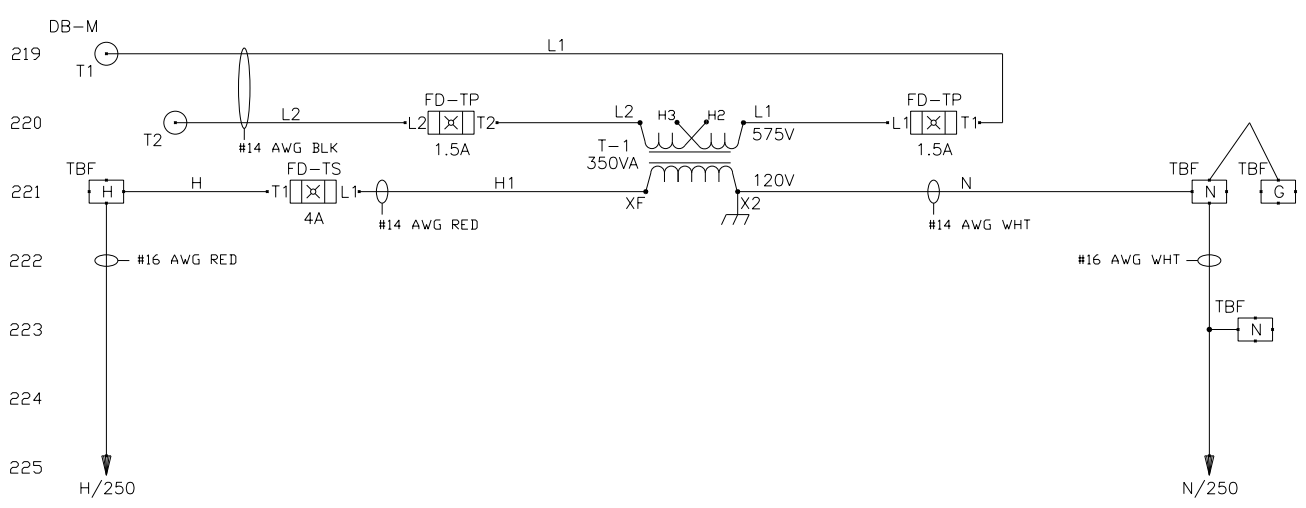 DB-M
219 L1
T1
FD-TP FD-TP
220 L2 L2 T2 L2 H3 H2 L1 L1 T1
T2 575V
#14 AWG BLK 1.5A T-1 1.5A
350VA
TBF FD-TS TBF TBF
221 H H T1 L1 H1 120V N N G
4A XF X2
#14 AWG RED #14 AWG WHT
222 #16 AWG RED #16 AWG WHT
TBF
223 N
224
225
H/250 N/250